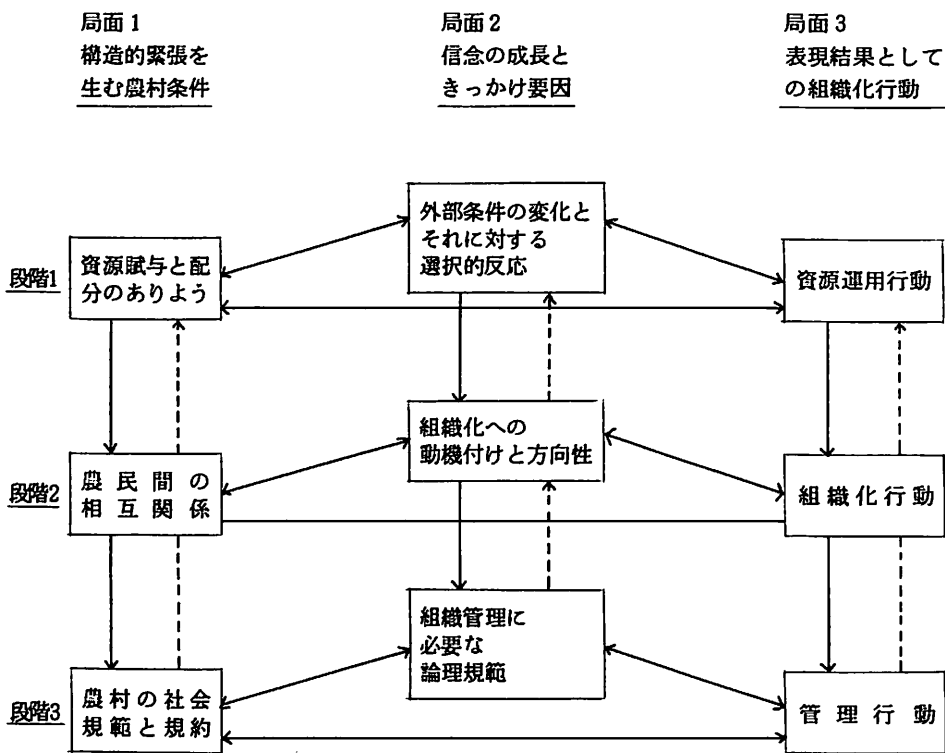 局面1
構造的緊張を
生む農村条件
局面2
信念の成長と
きっかけ要因
局面3
表現結果として
の組織化行動
段階1
資源賦与と配
分のありよう
外部条件の変化と
それに対する
選択的反応
資源運用行動
段階2
農民間の
相互関係
組織化への
動機付けと方向性
組織化行動
段階3
農村の社会
規範と規約
組織管理に
必要な
論理規範
管理行動